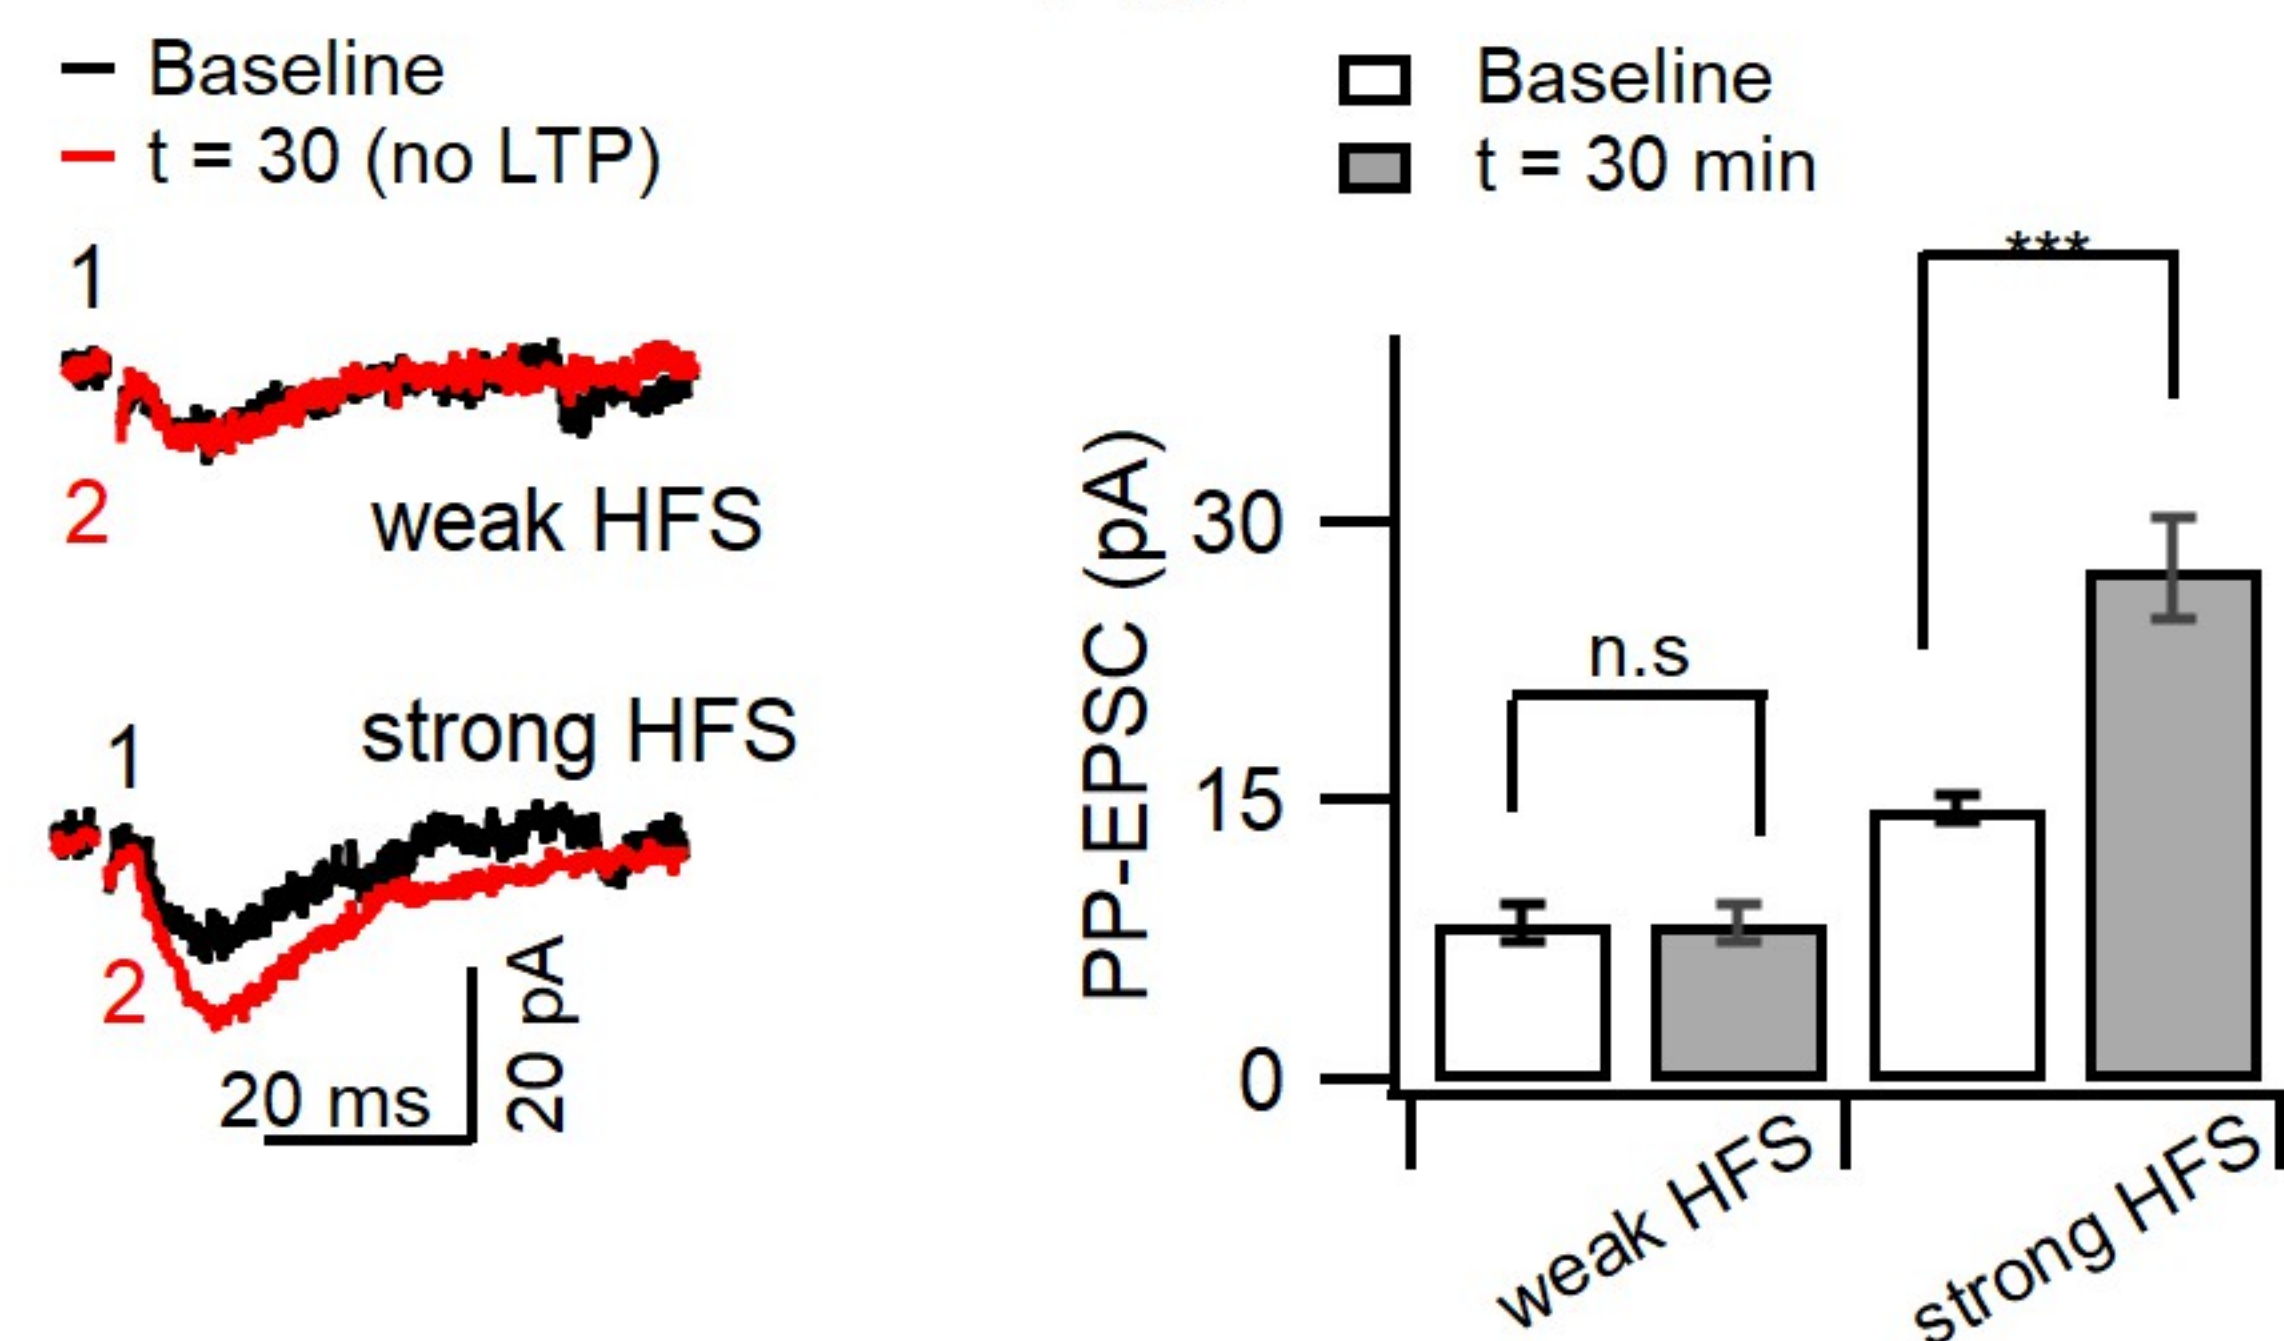 Baseline
t = 30 (no LTP)
1
2
weak HFS
strong HFS
1
2
20 ms
20 pA
Baseline
t = 30 min
***
n.s
PP-EPSC (pA)
30
15
0
weak HFS
strong HFS